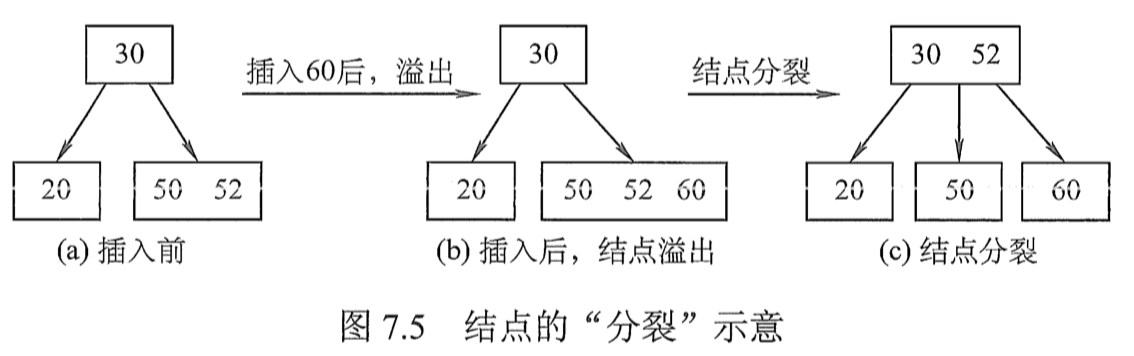 30 插入60后，溢出 30 结点分裂 30 52
20 50 52 20 50 52 60 20 50 60
(a) 插入前 (b) 插入后，结点溢出 (c) 结点分裂
图 7.5 结点的“分裂”示意